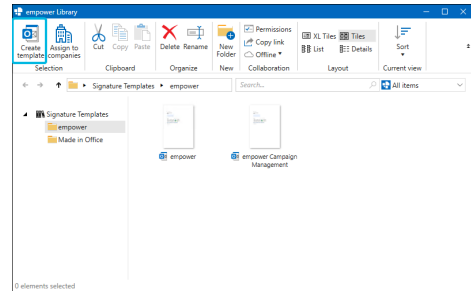 empower Library
Create template
Assign to companies
Cut
Copy
Paste
Delete
Rename
New Folder
Permissions
Copy link
Offline
XL Tiles
Tiles
List
Details
Sort
Selection
Clipboard
Organize
New
Collaboration
Layout
Current view
Signature Templates
empower
Search...
All items
Signature Templates
empower
Made in Office
empower
empower Campaign
Management
0 elements selected